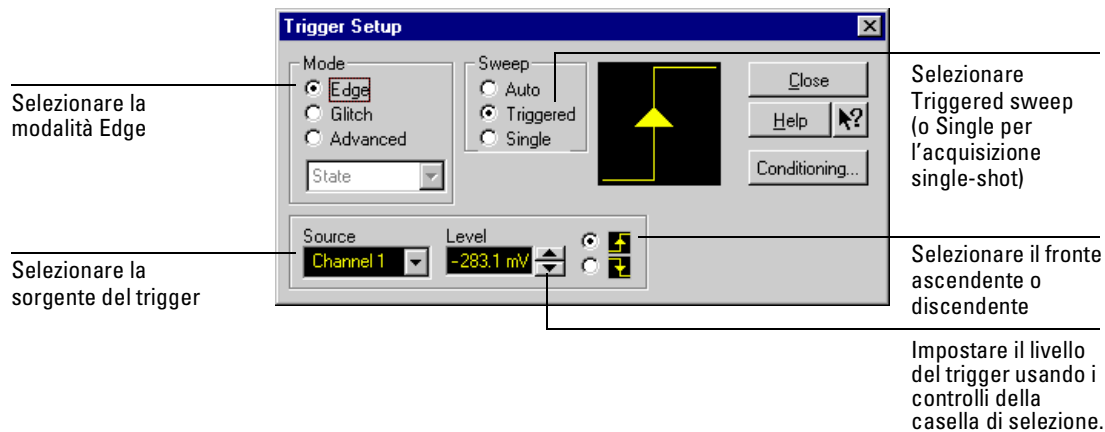 Trigger Setup
Mode
Edge
Glitch
Advanced
State
Sweep
Auto
Triggered
Single
Close
Help
?
Conditioning...
Source
Channel 1
Level
-283.1 mV
Selezionare la
modalità Edge
Selezionare la
sorgente del trigger
Selezionare
Triggered sweep
(o Single per
l'acquisizione
single-shot)
Selezionare il fronte
ascendente o
discendente
Impostare il livello
del trigger usando i
controlli della
casella di selezione.